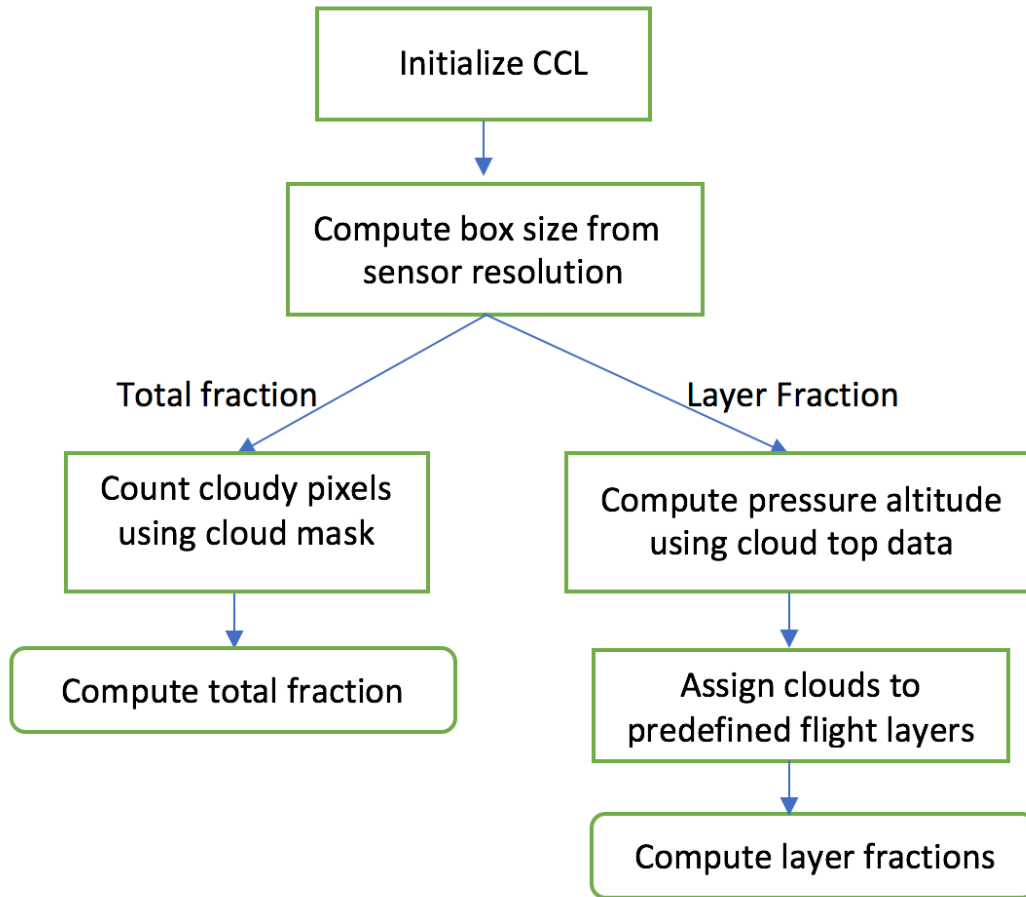 Initialize CCL
Compute box size from
sensor resolution
Total fraction
Layer Fraction
Count cloudy pixels
using cloud mask
Compute pressure altitude
using cloud top data
Compute total fraction
Assign clouds to
predefined flight layers
Compute layer fractions